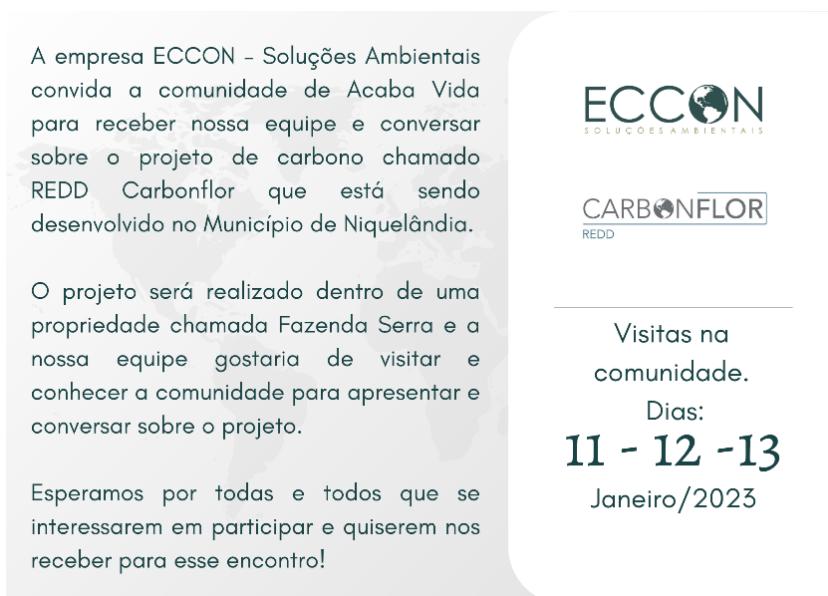 A empresa ECCON - Soluções Ambientais
convida a comunidade de Acaba Vida
para receber nossa equipe e conversar
sobre o projeto de carbono chamado
REDD Carbonflor que está sendo
desenvolvido no Município de Niquelândia.
O projeto será realizado dentro de uma
propriedade chamada Fazenda Serra e a
nossa equipe gostaria de visitar e
conhecer a comunidade para apresentar e
conversar sobre o projeto.
Esperamos por todas e todos que se
interessarem em participar e quiserem nos
receber para esse encontro!
ECCON
SOLUÇÕES AMBIENTAIS
CARBONFLOR
REDD
Visitas na
comunidade.
Dias:
11 - 12 -13
Janeiro/2023